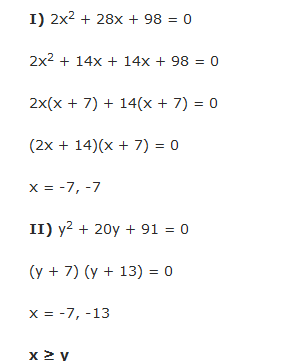 I) 2x² + 28x + 98 = 0
2x² + 14x + 14x + 98 = 0
2x(x + 7) + 14(x + 7) = 0
(2x + 14)(x + 7) = 0
x = -7, -7
II) y² + 20y + 91 = 0
(y + 7) (y + 13) = 0
x = -7, -13
x ≥ y